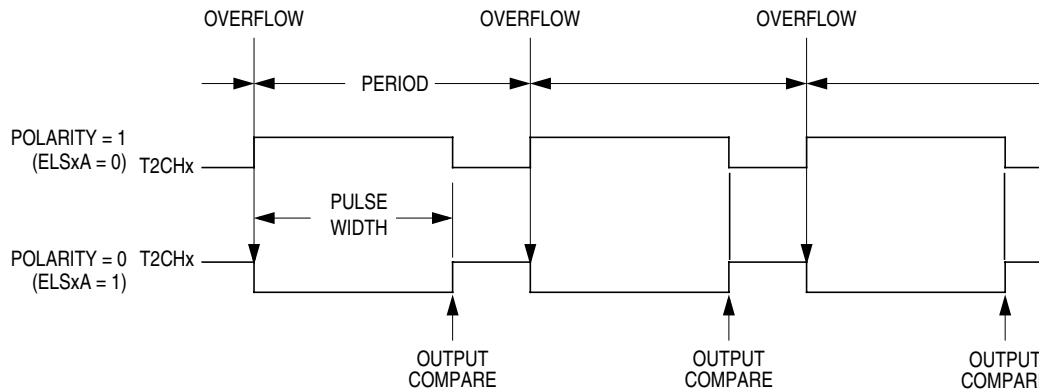 OVERFLOW OVERFLOW OVERFLOW
PERIOD
POLARITY = 1
(ELSxA = 0) T2CHx
PULSE
WIDTH
POLARITY = 0 T2CHx
(ELSxA = 1)
OUTPUT OUTPUT OUTPUT
COMPARE COMPARE COMPARE